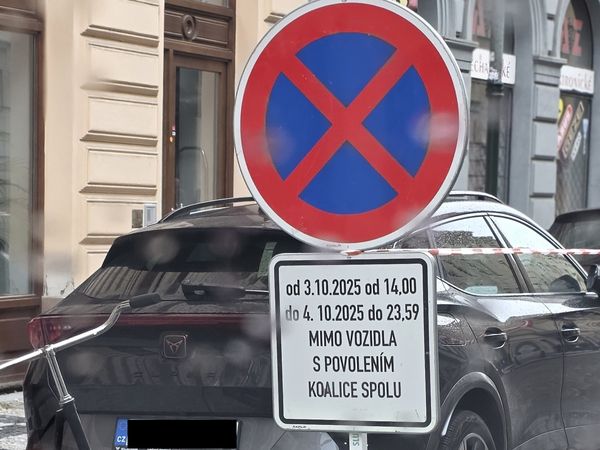 od 3.10.2025 od 14,00
do 4. 10.2025 do 23,59
MIMO VOZIDLA
S POVOLENÍM
KOALICE SPOLU
CZ